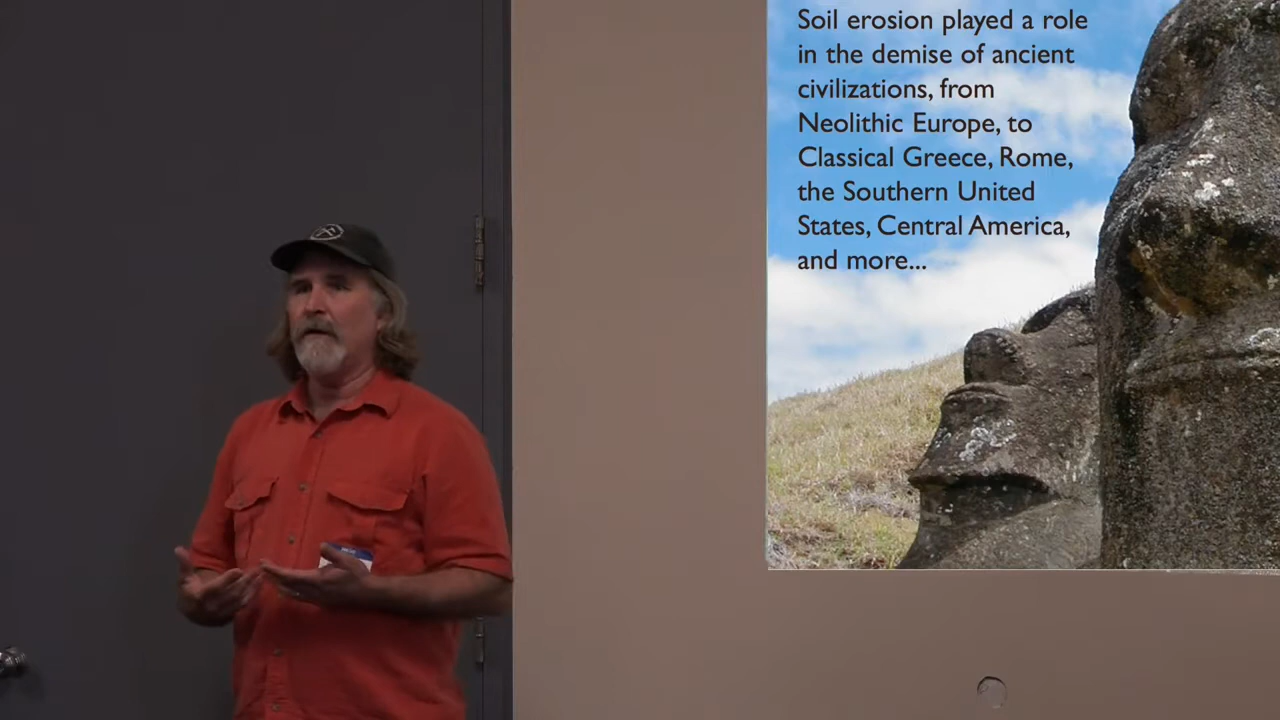 Soil erosion played a role
in the demise of ancient
civilizations, from
Neolithic Europe, to
Classical Greece, Rome,
the Southern United
States, Central America,
and more...